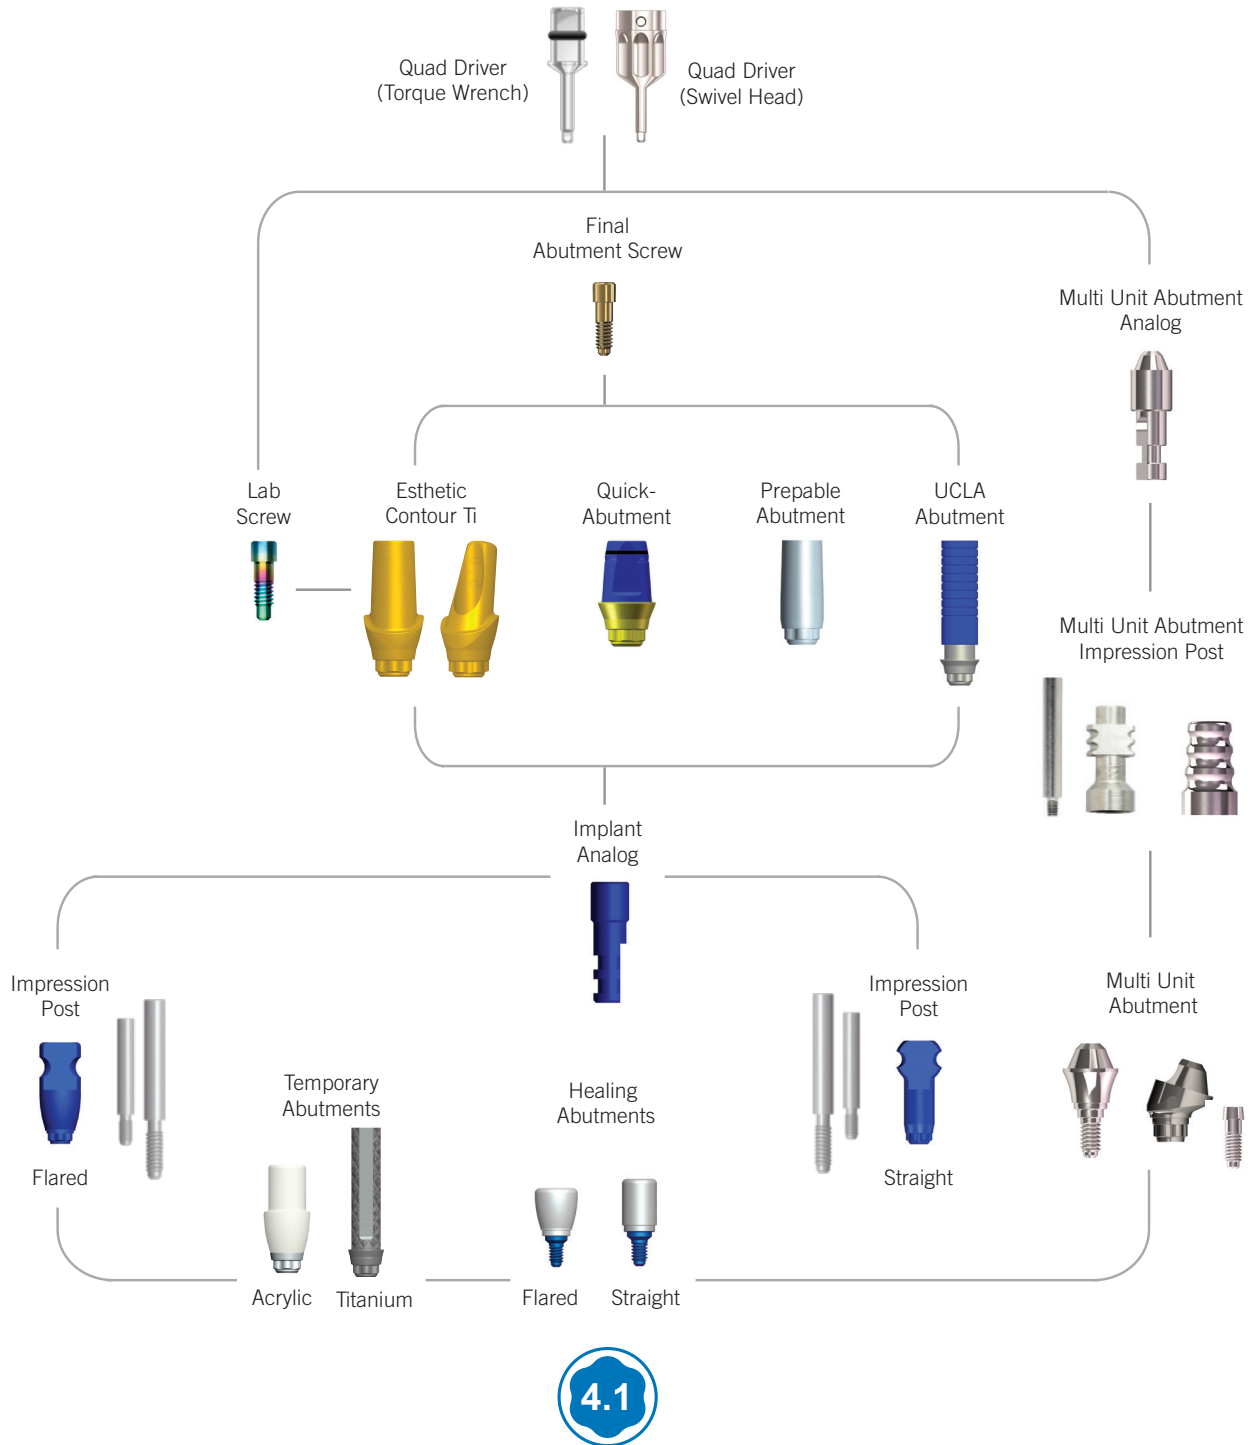 Quad Driver
(Torque Wrench)
Quad Driver
(Swivel Head)
Final
Abutment Screw
Multi Unit Abutment
Analog
Lab
Screw
Esthetic
Contour Ti
Quick-
Abutment
Prepable
Abutment
UCLA
Abutment
Multi Unit Abutment
Impression Post
Implant
Analog
Impression
Post
Flared
Temporary
Abutments
Acrylic
Titanium
Healing
Abutments
Flared
Straight
Impression
Post
Straight
Multi Unit
Abutment
4.1